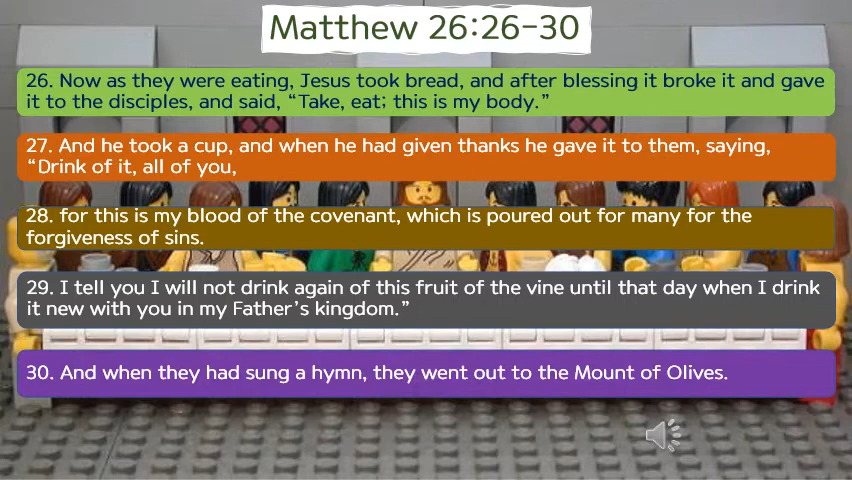 Matthew 26:26-30
26. Now as they were eating, Jesus took bread, and after blessing it broke it and gave
it to the disciples, and said, “Take, eat; this is my body.”
27. And he took a cup, and when he had given thanks he gave it to them, saying,
“Drink of it, all of you,
28. for this is my blood of the covenant, which is poured out for many for the
forgiveness of sins.
29. I tell you I will not drink again of this fruit of the vine until that day when I drink
it new with you in my Father’s kingdom.”
30. And when they had sung a hymn, they went out to the Mount of Olives.